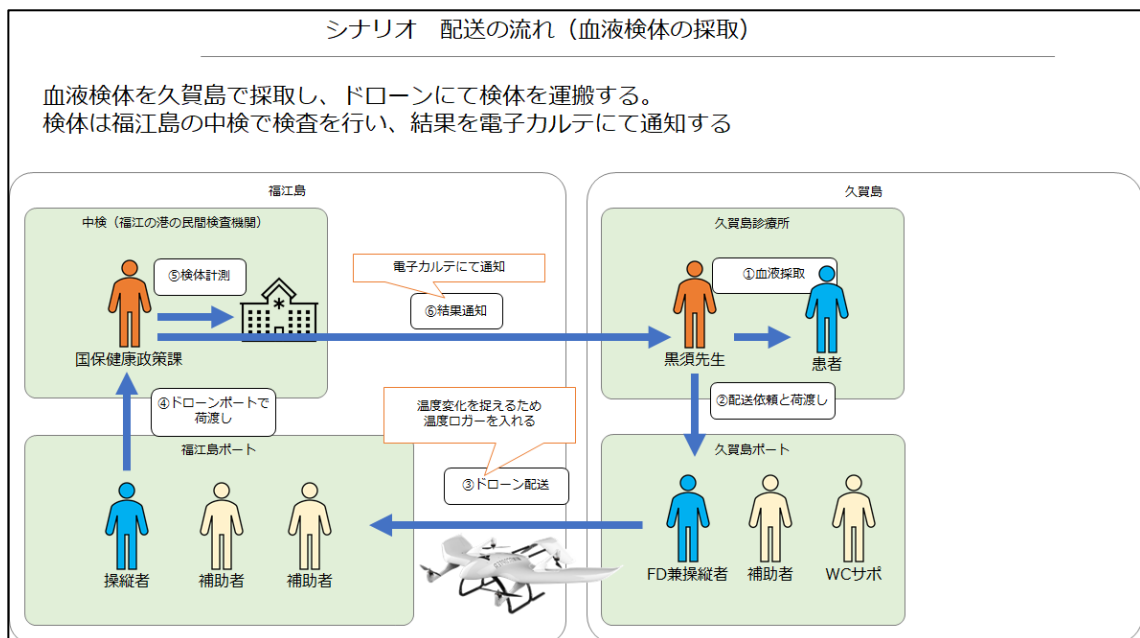 シナリオ　配送の流れ（血液検体の採取）
血液検体を久賀島で採取し、ドローンにて検体を運搬する。
検体は福江島の中検で検査を行い、結果を電子カルテにて通知する
福江島
中検（福江の港の民間検査機関）
⑤検体計測
国保健康政策課
電子カルテにて通知
⑥結果通知
久賀島
久賀島診療所
①血液採取
黒須先生
患者
②配送依頼と荷渡し
④ドローンポートで
荷渡し
温度変化を捉えるため
温度ロガーを入れる
③ドローン配送
福江島ポート
操縦者
補助者
補助者
久賀島ポート
FD兼操縦者
補助者
WCサポ